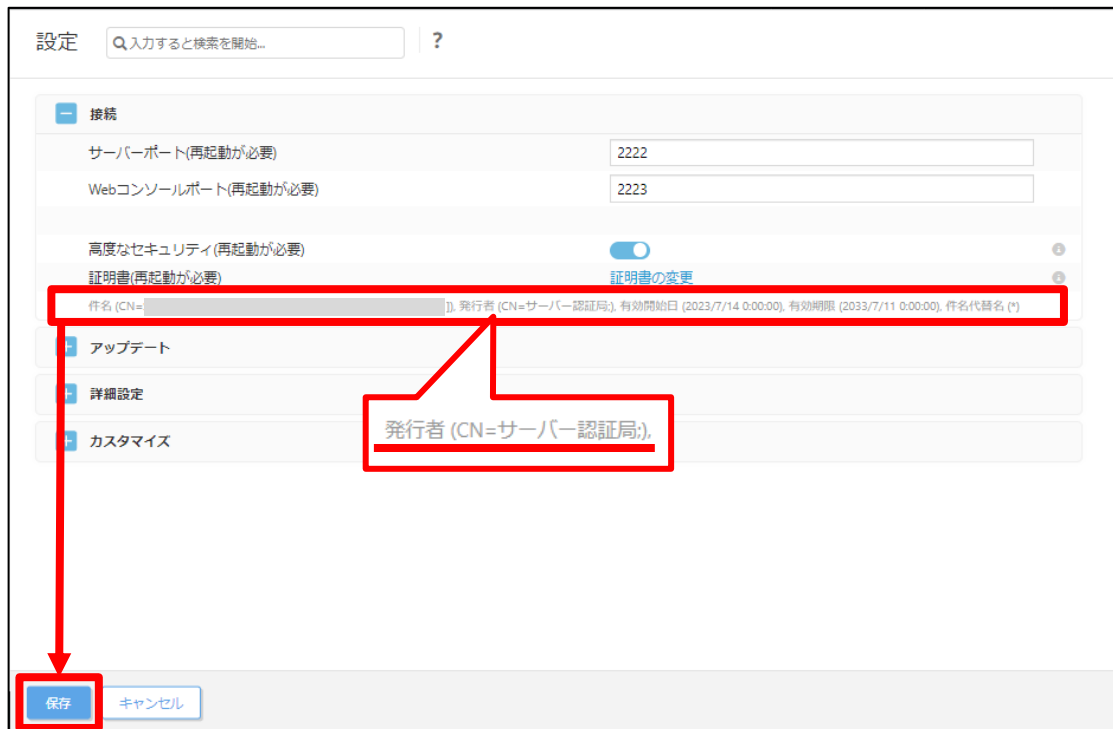 設定 入力すると検索を開始... ?
接続
サーバーポート(再起動が必要) 2222
Webコンソールポート(再起動が必要) 2223
高度なセキュリティ(再起動が必要)
証明書(再起動が必要) 証明書の変更
件名 (CN= ]), 発行者 (CN=サーバー認証局;), 有効開始日 (2023/7/14 0:00:00), 有効期限 (2033/7/11 0:00:00), 件名代替名 (*)
アップデート
詳細設定
発行者 (CN=サーバー認証局;),
カスタマイズ
保存 キャンセル